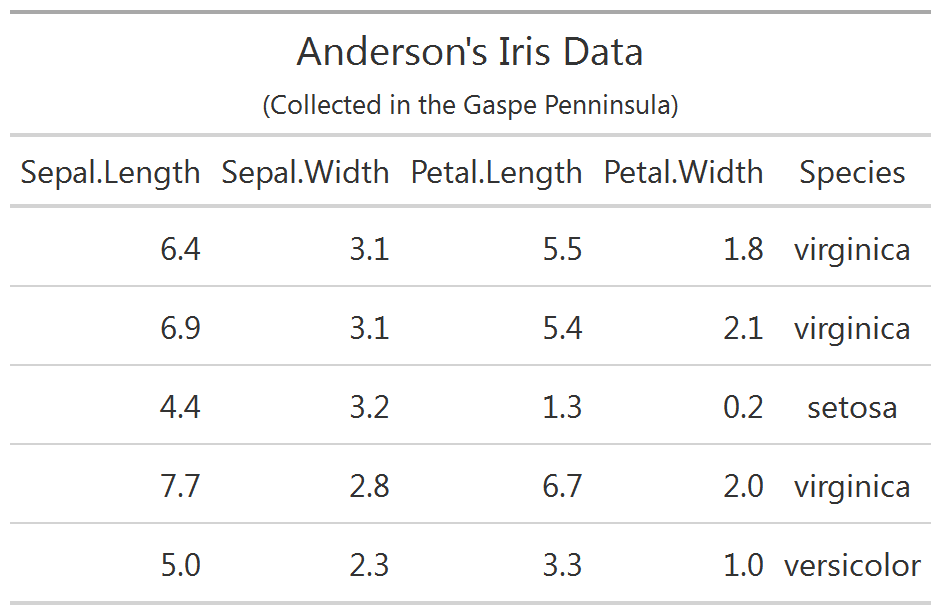 Anderson's Iris Data
(Collected in the Gaspe Penninsula)
Sepal.Length Sepal.Width Petal.Length Petal.Width Species
6.4 3.1 5.5 1.8 virginica
6.9 3.1 5.4 2.1 virginica
4.4 3.2 1.3 0.2 setosa
7.7 2.8 6.7 2.0 virginica
5.0 2.3 3.3 1.0 versicolor